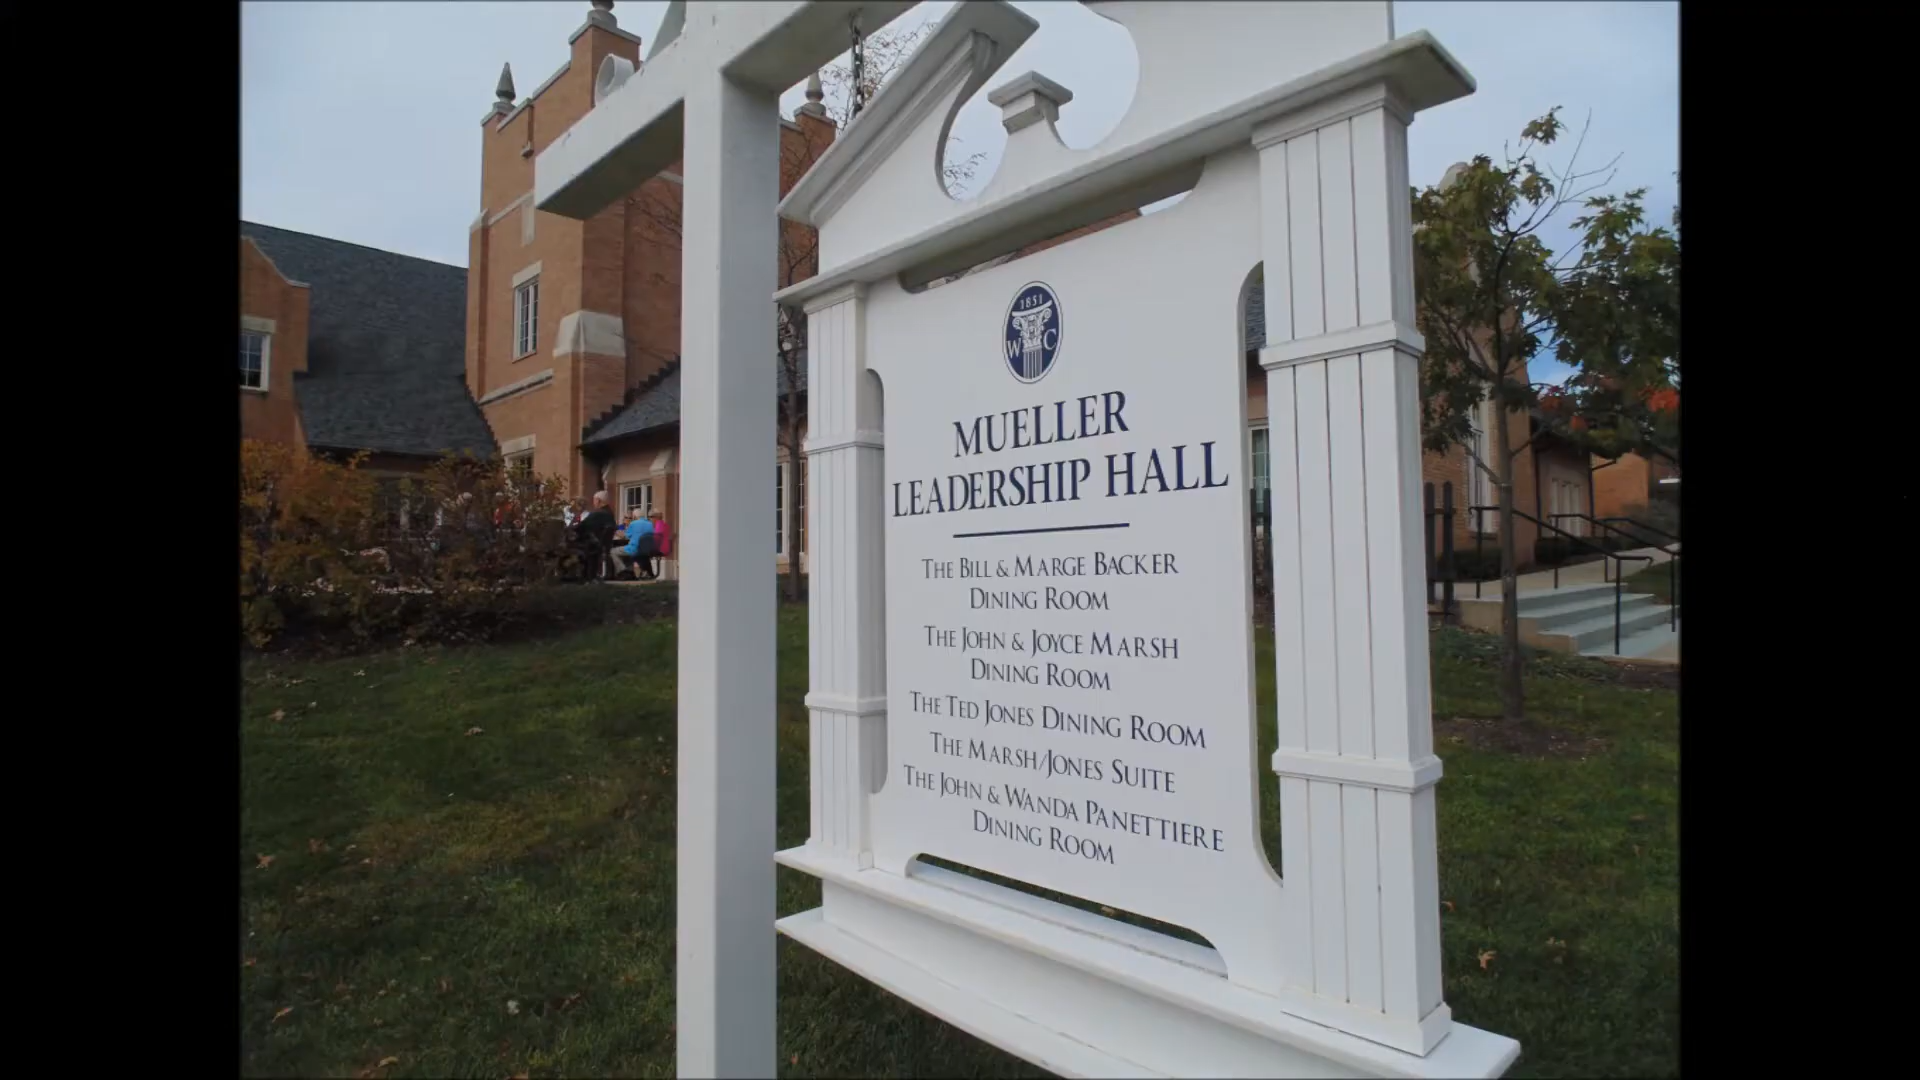 1851
W C
MUELLER
LEADERSHIP HALL
THE BILL & MARGE BACKER
DINING ROOM
THE JOHN & JOYCE MARSH
DINING ROOM
THE TED JONES DINING ROOM
THE MARSH/JONES SUITE
THE JOHN & WANDA PANETTIERE
DINING ROOM